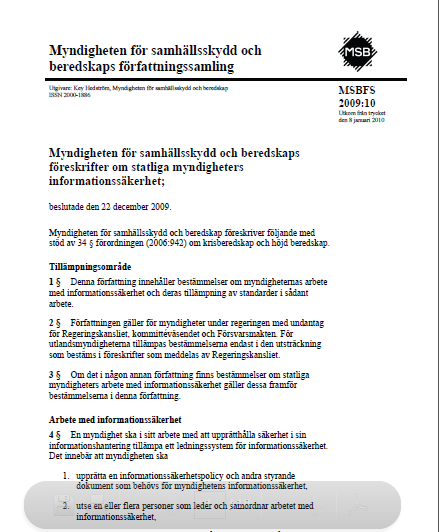 Myndigheten för samhällsskydd och
beredskaps författningssamling
MSB
Utgivare: Key Hedström, Myndigheten för samhällsskydd och beredskap
ISSN 2000-1886
MSBFS
2009:10
Utkom från trycket
den 8 januari 2010
Myndigheten för samhällsskydd och beredskaps
föreskrifter om statliga myndigheters
informationssäkerhet;
beslutade den 22 december 2009.
Myndigheten för samhällsskydd och beredskap föreskriver följande med
stöd av 34 § förordningen (2006:942) om krisberedskap och höjd beredskap.
Tillämpningsområde
1 § Denna författning innehåller bestämmelser om myndigheternas arbete
med informationssäkerhet och deras tillämpning av standarder i sådant
arbete.
2 § Författningen gäller för myndigheter under regeringen med undantag
för Regeringskansliet, kommittéväsendet och Försvarsmakten. För
utlandsmyndigheterna tillämpas bestämmelserna endast i den utsträckning
som bestäms i föreskrifter som meddelas av Regeringskansliet.
3 § Om det i någon annan författning finns bestämmelser om statliga
myndigheters arbete med informationssäkerhet gäller dessa framför
bestämmelserna i denna författning.
Arbete med informationssäkerhet
4 § En myndighet ska i sitt arbete med att upprätthålla säkerhet i sin
informationshantering tillämpa ett ledningssystem för informationssäkerhet.
Det innebär att myndigheten ska
1. upprätta en informationssäkerhetspolicy och andra styrande
dokument som behövs för myndighetens informationssäkerhet,
2. utse en eller flera personer som leder och samordnar arbetet med
informationssäkerhet,